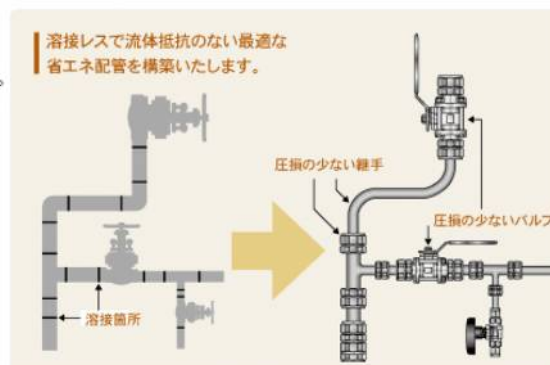 溶接レスで流体抵抗のない最適な
省エネ配管を構築いたします。
圧損の少ない継手
圧損の少ないバルブ
溶接箇所